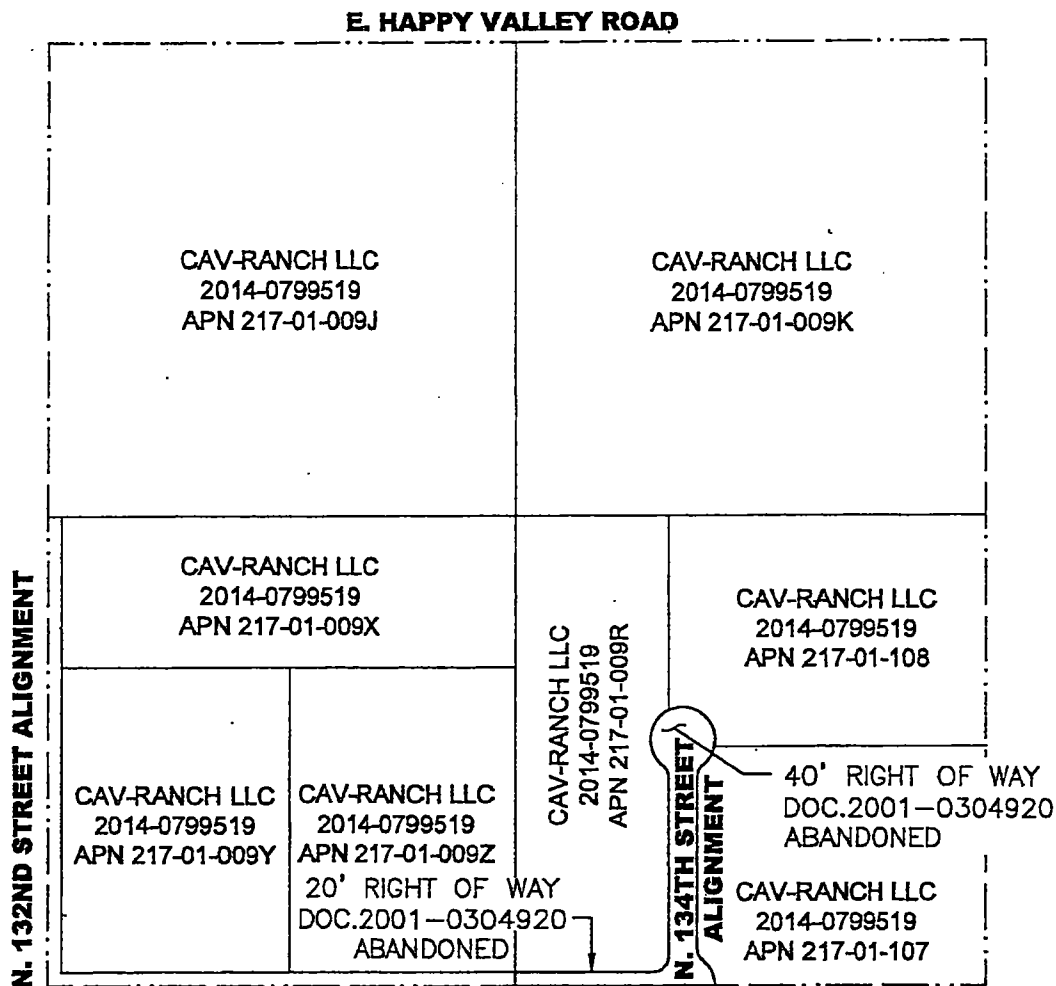 E. HAPPY VALLEY ROAD
CAV-RANCH LLC
2014-0799519
APN 217-01-009J
CAV-RANCH LLC
2014-0799519
APN 217-01-009K
CAV-RANCH LLC
2014-0799519
APN 217-01-009X
CAV-RANCH LLC
2014-0799519
APN 217-01-009R
CAV-RANCH LLC
2014-0799519
APN 217-01-108
N. 132ND STREET ALIGNMENT
CAV-RANCH LLC
2014-0799519
APN 217-01-009Y
CAV-RANCH LLC
2014-0799519
APN 217-01-009Z
20' RIGHT OF WAY
DOC.2001-0304920
ABANDONED
N. 134TH STREET
ALIGNMENT
40' RIGHT OF WAY
DOC.2001-0304920
ABANDONED
CAV-RANCH LLC
2014-0799519
APN 217-01-107